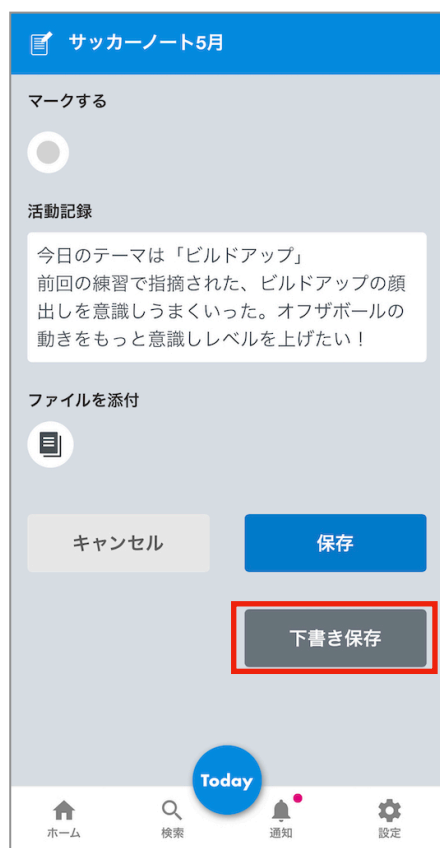 サッカーノート5月
マークする
活動記録
今日のテーマは「ビルドアップ」
前回の練習で指摘された、ビルドアップの顔
出しを意識しうまくいった。オフザボールの
動きをもっと意識しレベルを上げたい！
ファイルを添付
キャンセル
保存
下書き保存
Today
ホーム
検索
通知
設定